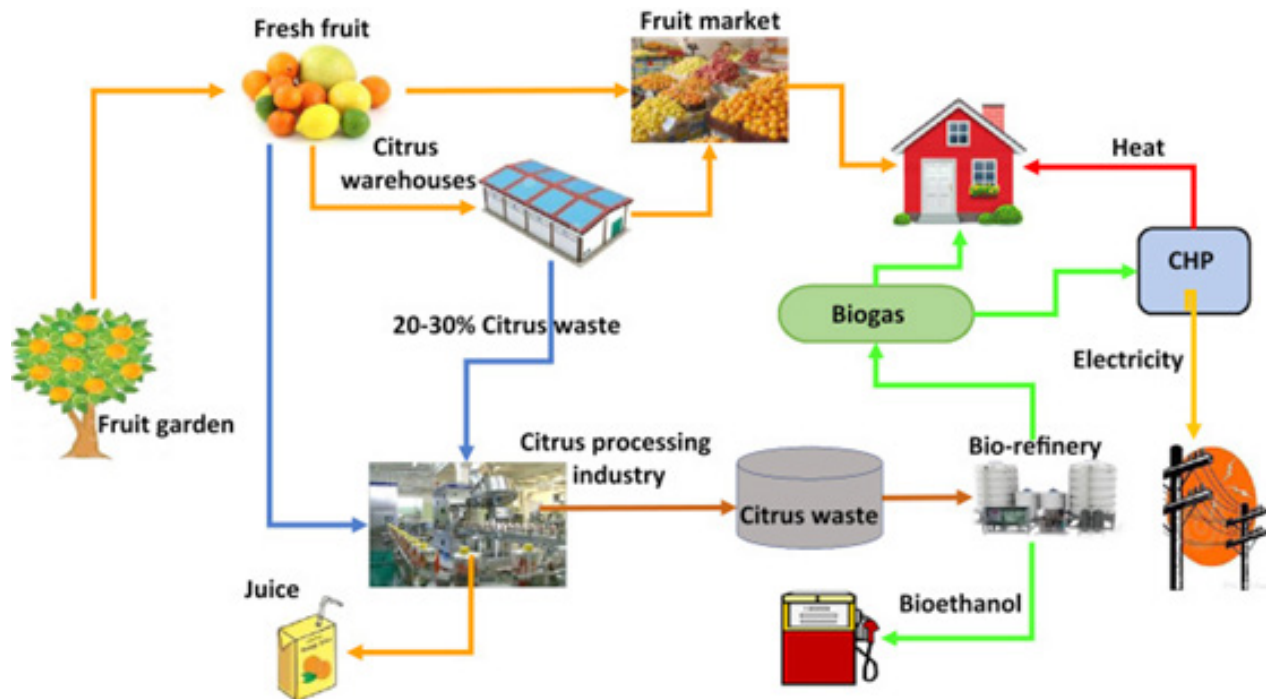 Fresh fruit
Fruit market
Citrus
warehouses
Heat
CHP
Biogas
20-30% Citrus waste
Electricity
Fruit garden
Citrus processing
industry
Bio-refinery
Citrus waste
Juice
Bioethanol